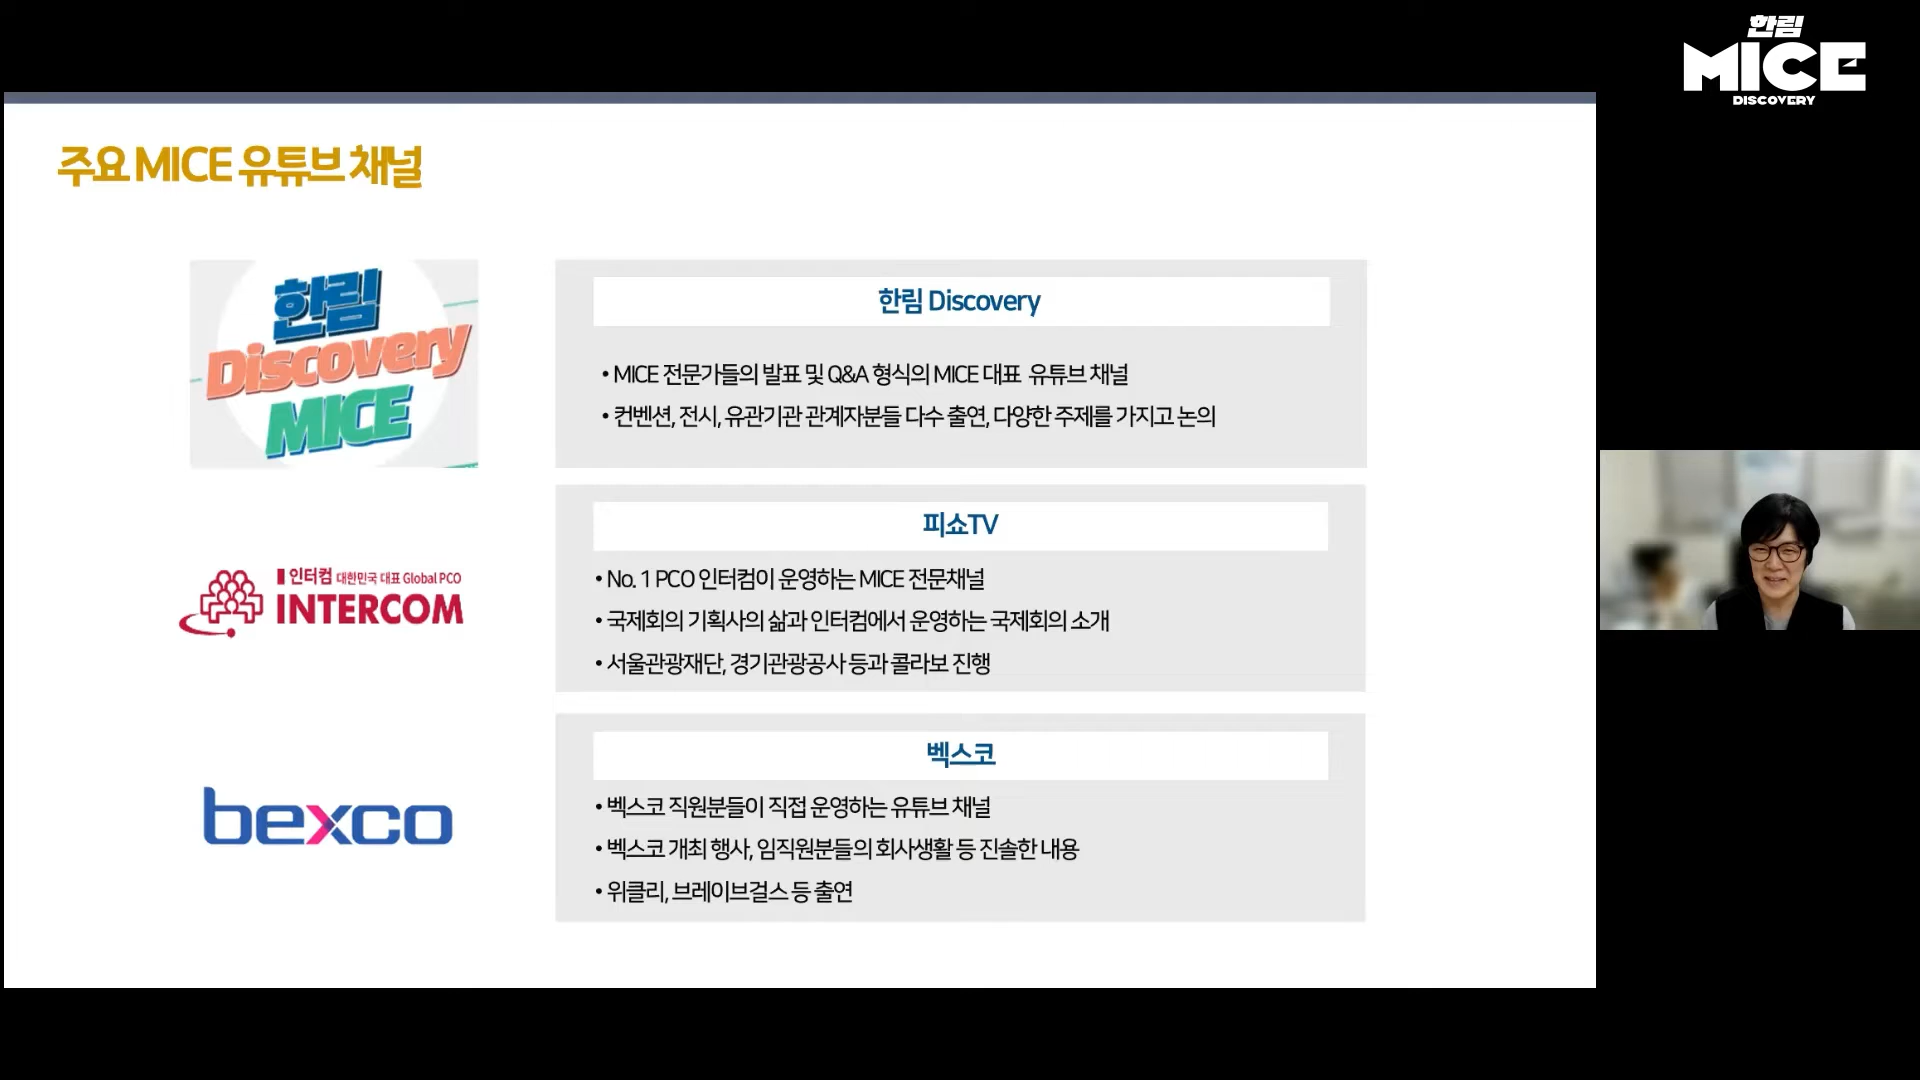 한림
MICE
DISCOVERY
주요 MICE 유튜브 채널
한림
Discovery
MICE
한림 Discovery
• MICE 전문가들의 발표 및 Q&A 형식의 MICE 대표 유튜브 채널
• 컨벤션, 전시, 유관기관 관계자분들 다수 출연, 다양한 주제를 가지고 논의
인터컴 대한민국 대표 Global PCO
INTERCOM
피쇼TV
• No. 1 PCO 인터컴이 운영하는 MICE 전문채널
• 국제회의 기획사의 삶과 인터컴에서 운영하는 국제회의 소개
• 서울관광재단, 경기관광공사 등과 콜라보 진행
bexco
벡스코
• 벡스코 직원분들이 직접 운영하는 유튜브 채널
• 벡스코 개최 행사, 임직원분들의 회사생활 등 진솔한 내용
• 위클리, 브레이브걸스 등 출연